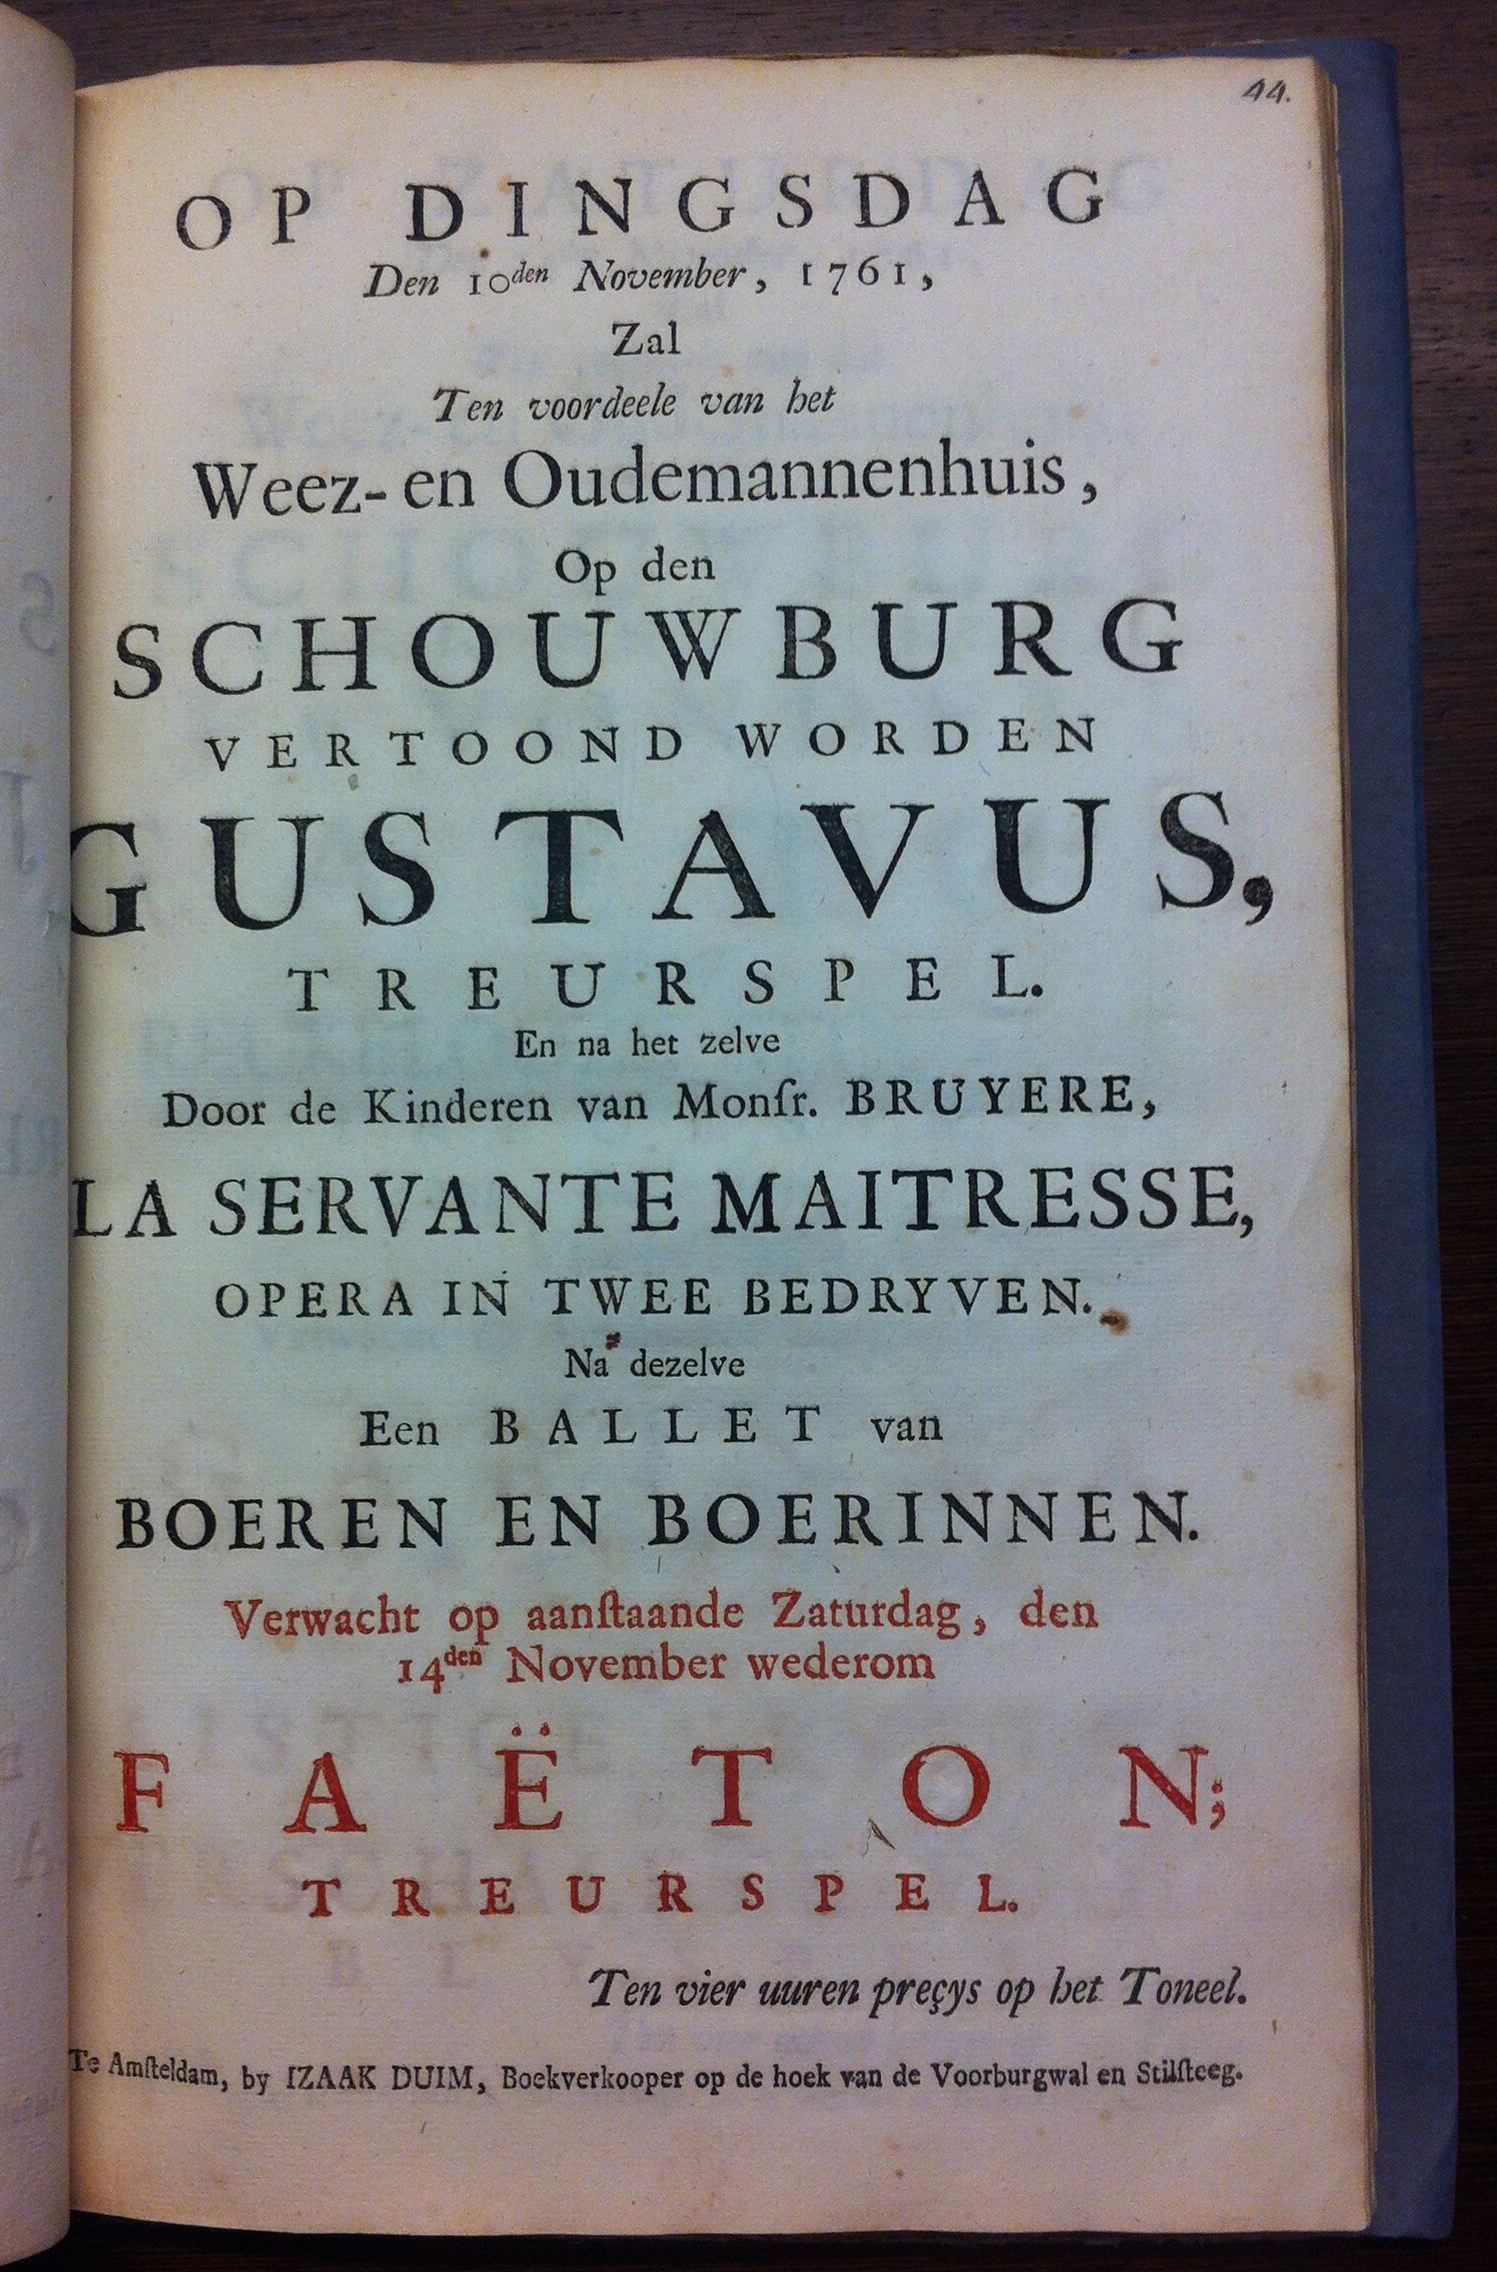 44.
OP DINGSDAG
Den 10den November, 1761,
Zal
Ten voordeele van het
Weez- en Oudemannenhuis,
Op den
SCHOUWBURG
VERTOOND WORDEN
GUSTAVUS,
TREURSPEL.
En na het zelve
Door de Kinderen van Monſr. BRUYERE,
LA SERVANTE MAITRESSE,
OPERA IN TWEE BEDRYVEN.
Na dezelve
Een BALLET van
BOEREN EN BOERINNEN.
Verwacht op aanſtaande Zaturdag, den
14den November wederom
FAËTON;
TREURSPEL.
Ten vier uuren preçys op het Toneel.
Te Amſteldam, by IZAAK DUIM, Boekverkooper op de hoek van de Voorburgwal en Stilſteeg.